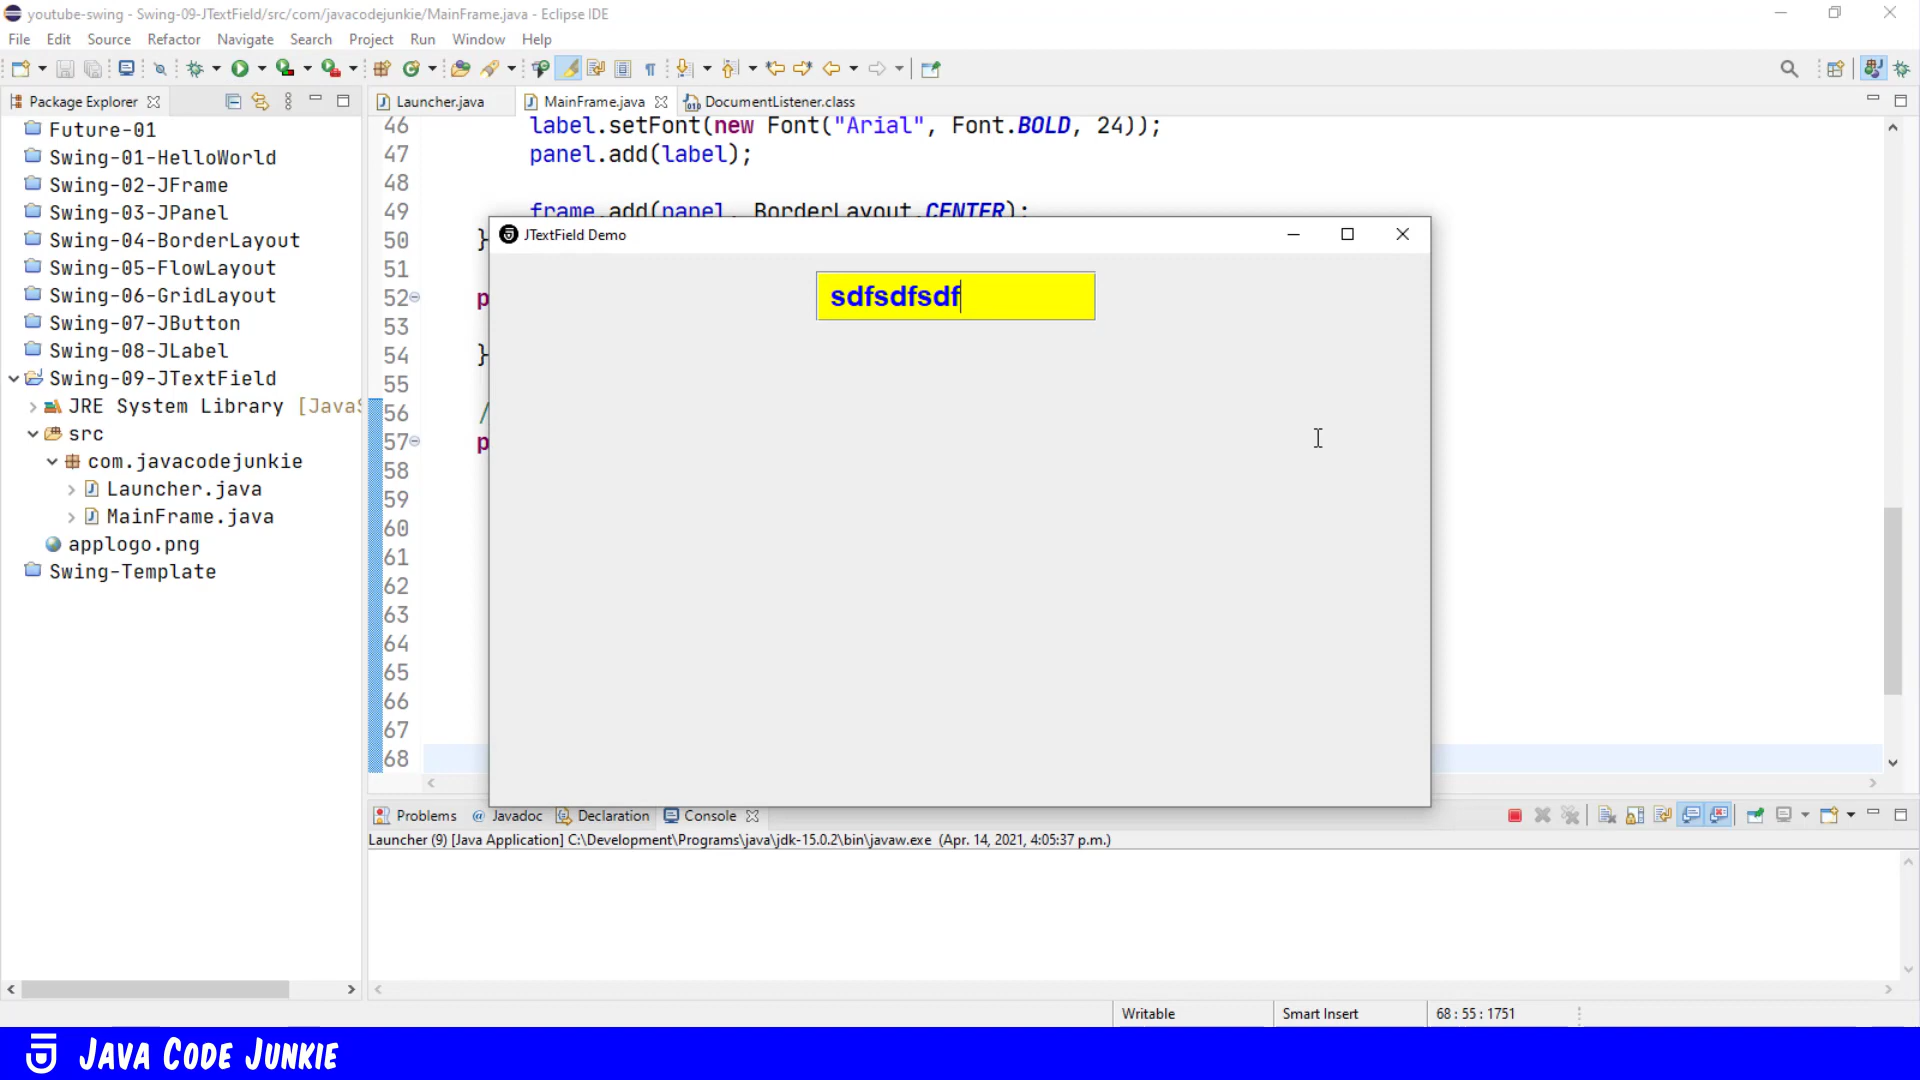 youtube-swing - Swing-09-JTextField/src/com/javacodejunkie/MainFrame.java - Eclipse IDE
File Edit Source Refactor Navigate Search Project Run Window Help
Package Explorer
Launcher.java MainFrame.java DocumentListener.class
Future-01
Swing-01-HelloWorld
Swing-02-JFrame
Swing-03-JPanel
Swing-04-BorderLayout
Swing-05-FlowLayout
Swing-06-GridLayout
Swing-07-JButton
Swing-08-JLabel
Swing-09-JTextField
JRE System Library [JavaS
src
com.javacodejunkie
Launcher.java
MainFrame.java
applogo.png
Swing-Template
46 label.setFont(new Font("Arial", Font.BOLD, 24));
47 panel.add(label);
48
49 frame.add(panel, BorderLayout.CENTER);
50 }
51
52 p
53
54 }
55
56 /
57 p
58
59
60
61
62
63
64
65
66
67
68
JTextField Demo
sdfsdfsdf
Problems @ Javadoc Declaration Console
Launcher (9) [Java Application] C:\Development\Programs\java\jdk-15.0.2\bin\javaw.exe (Apr. 14, 2021, 4:05:37 p.m.)
Writable Smart Insert 68 : 55 : 1751
JAVA CODE JUNKIE